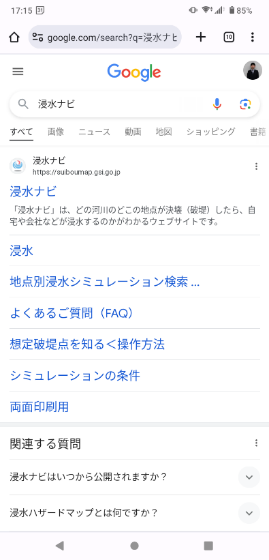 17:15
85%
google.com/search?q=浸水ナビ
10
Google
浸水ナビ
すべて 画像 ニュース 動画 地図 ショッピング 書籍
浸水ナビ
https://suiboumap.gsi.go.jp
浸水ナビ
「浸水ナビ」は、どの河川のどこの地点が決壊（破堤）したら、自
宅や会社などが浸水するのかがわかるウェブサイトです。
浸水
地点別浸水シミュレーション検索 ...
よくあるご質問（FAQ）
想定破堤点を知る＜操作方法
シミュレーションの条件
両面印刷用
関連する質問
浸水ナビはいつから公開されますか？
浸水ハザードマップとは何ですか？